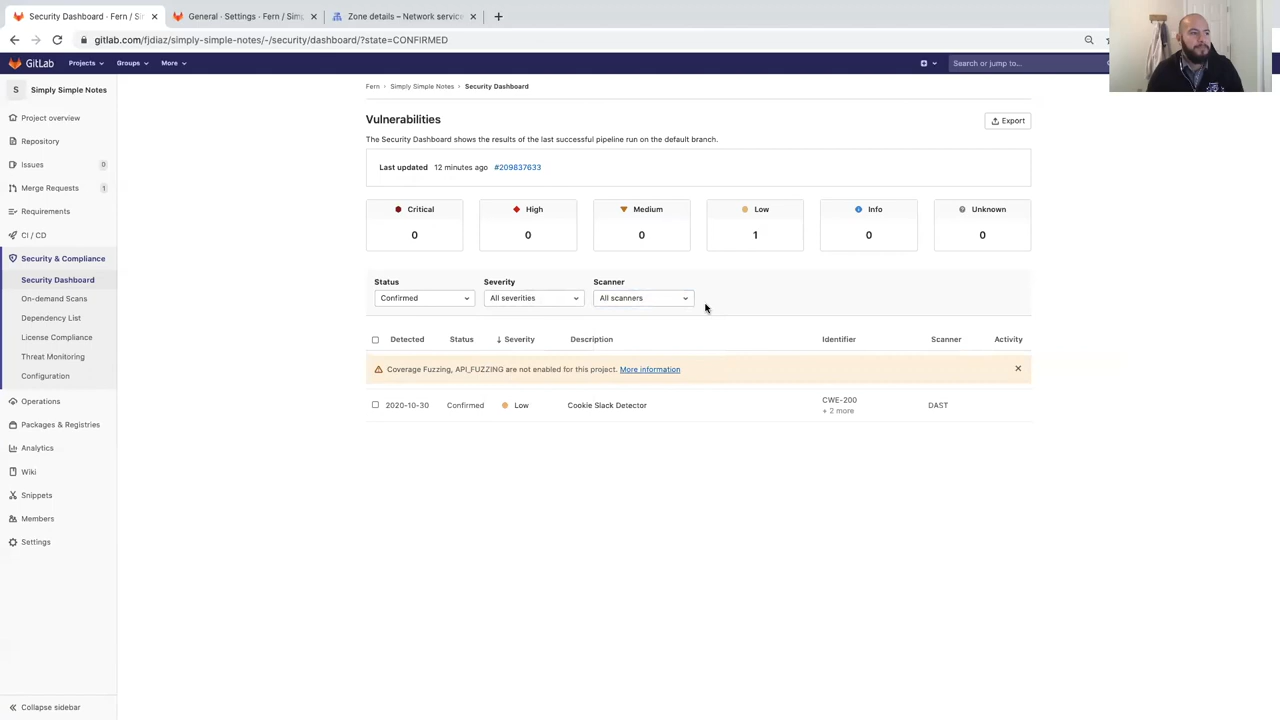 Security Dashboard · Fern / Si
General · Settings · Fern / Sim
Zone details – Network service
gitlab.com/fjdiaz/simply-simple-notes/-/security/dashboard/?state=CONFIRMED
GitLab Projects Groups More Search or jump to...
S Simply Simple Notes
Project overview
Repository
Issues 0
Merge Requests 1
Requirements
CI / CD
Security & Compliance
Security Dashboard
On-demand Scans
Dependency List
License Compliance
Threat Monitoring
Configuration
Operations
Packages & Registries
Analytics
Wiki
Snippets
Members
Settings
Collapse sidebar
Fern › Simply Simple Notes › Security Dashboard
Vulnerabilities
Export
The Security Dashboard shows the results of the last successful pipeline run on the default branch.
Last updated 12 minutes ago #209837633
Critical High Medium Low Info Unknown
0 0 0 1 0 0
Status Severity Scanner
Confirmed All severities All scanners
Detected Status Severity Description Identifier Scanner Activity
Coverage Fuzzing, API_FUZZING are not enabled for this project. More information
2020-10-30 Confirmed Low Cookie Slack Detector CWE-200 DAST
+ 2 more